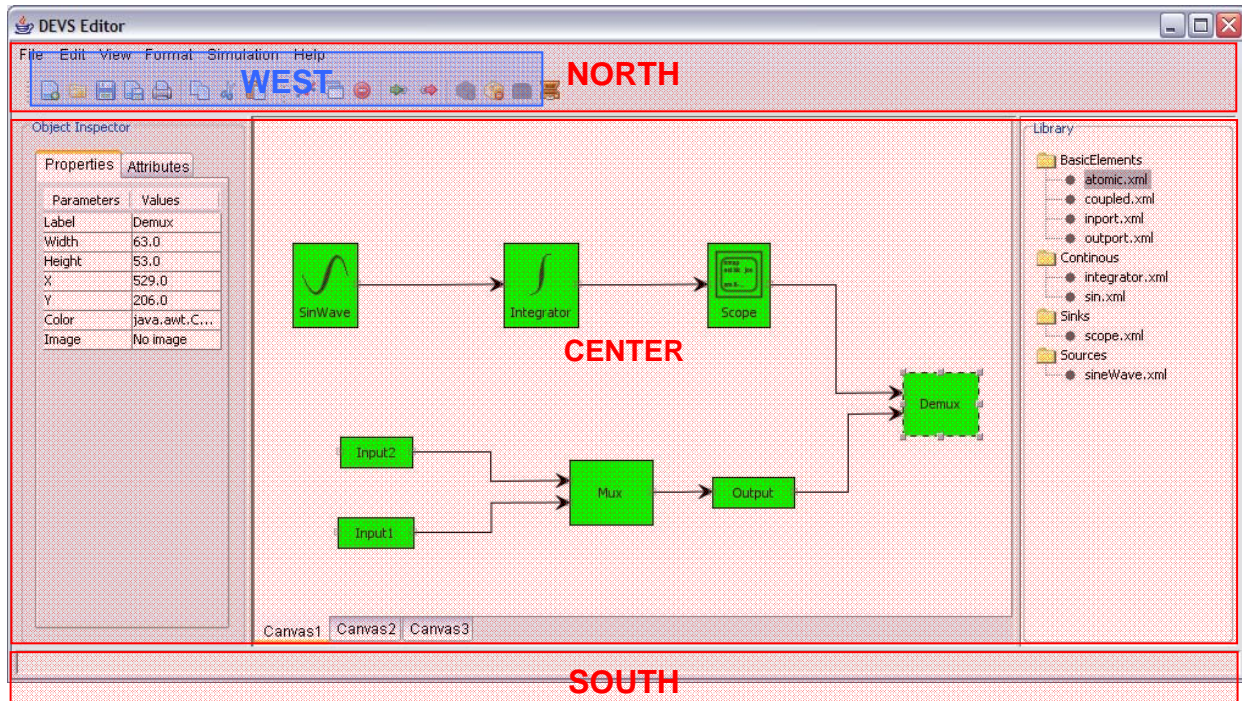 DEVS Editor
File Edit View Format Simulation Help
WEST
NORTH
Object Inspector
Properties Attributes
Parameters Values
Label Demux
Width 63.0
Height 53.0
X 529.0
Y 206.0
Color java.awt.C...
Image No image
SinWave
Integrator
Scope
CENTER
Demux
Input2
Mux
Output
Input1
Canvas1 Canvas2 Canvas3
Library
BasicElements
atomic.xml
coupled.xml
inport.xml
outport.xml
Continous
integrator.xml
sin.xml
Sinks
scope.xml
Sources
sineWave.xml
SOUTH